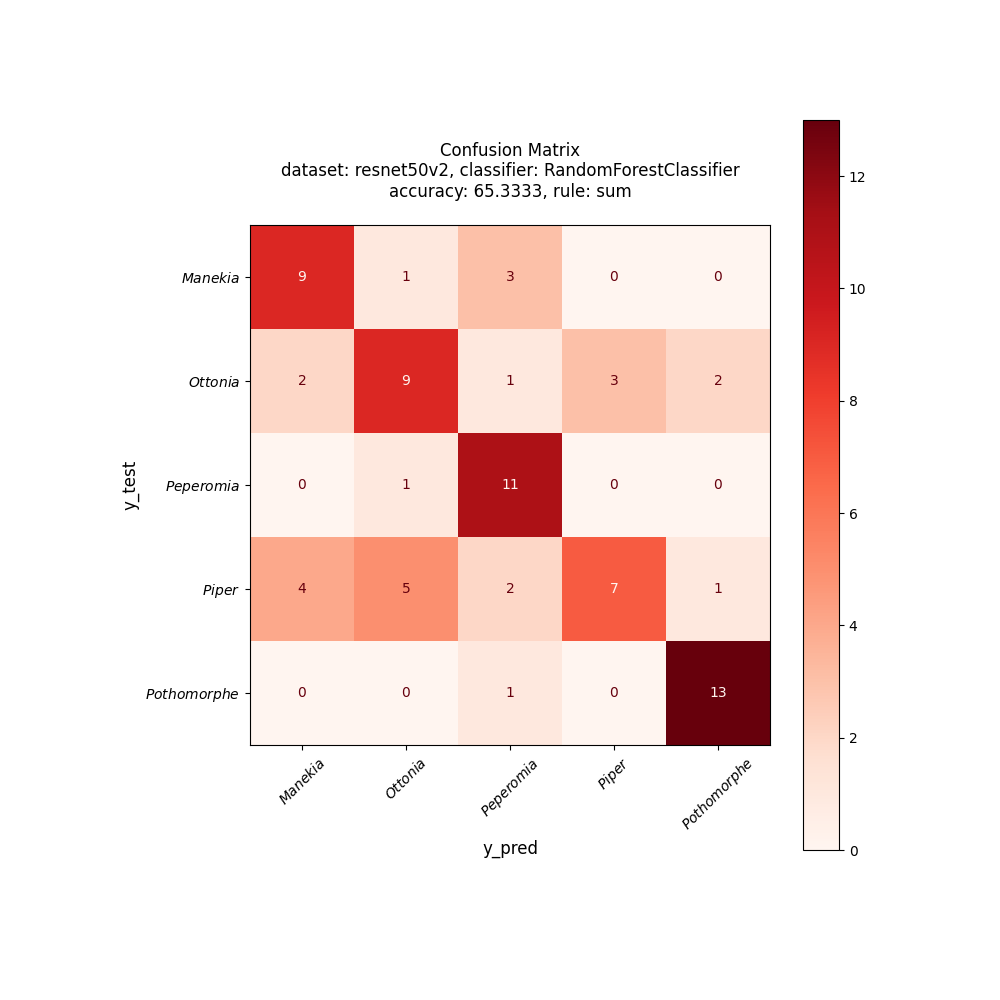 Confusion Matrix
dataset: resnet50v2, classifier: RandomForestClassifier
accuracy: 65.3333, rule: sum
y_test
Manekia 9 1 3 0 0
Ottonia 2 9 1 3 2
Peperomia 0 1 11 0 0
Piper 4 5 2 7 1
Pothomorphe 0 0 1 0 13
Manekia Ottonia Peperomia Piper Pothomorphe
y_pred
12
10
8
6
4
2
0